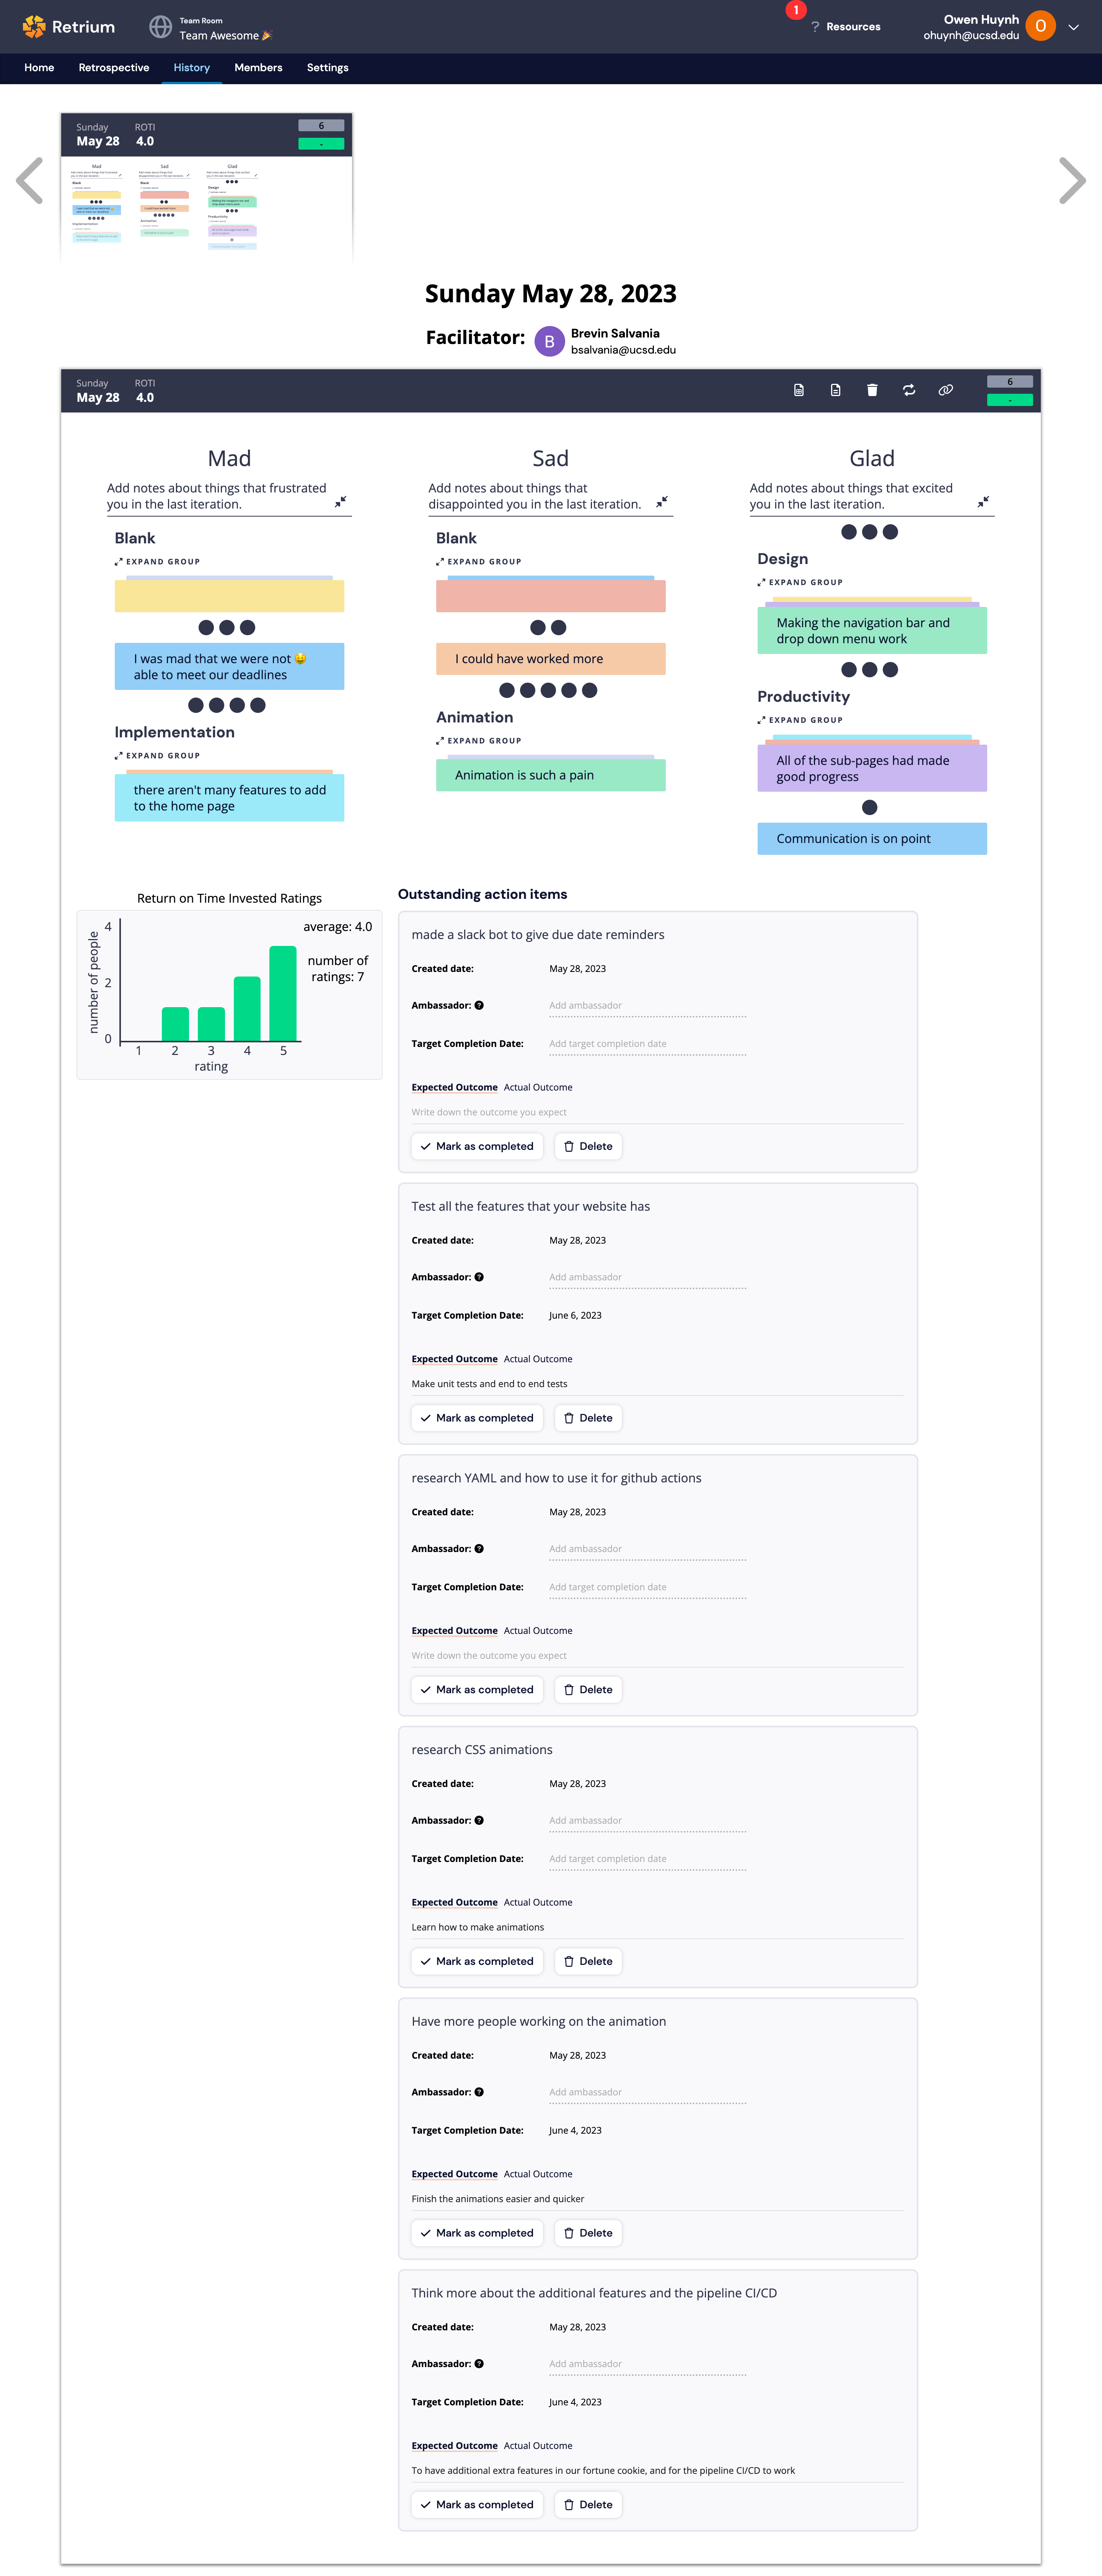 Retrium
Team Room
Team Awesome 🎉
1
? Resources
Owen Huynh
ohuynh@ucsd.edu
O
Home Retrospective History Members Settings
Sunday ROTI
May 28 4.0
6
-
Mad Sad Glad
Blank Blank Design
Implementation Animation Productivity
Sunday May 28, 2023
Facilitator:
B
Brevin Salvania
bsalvania@ucsd.edu
Sunday ROTI
May 28 4.0
6
-
Mad
Add notes about things that frustrated
you in the last iteration.
Blank
EXPAND GROUP
I was mad that we were not
able to meet our deadlines
Implementation
EXPAND GROUP
there aren't many features to add
to the home page
Sad
Add notes about things that
disappointed you in the last iteration.
Blank
EXPAND GROUP
I could have worked more
Animation
EXPAND GROUP
Animation is such a pain
Glad
Add notes about things that excited
you in the last iteration.
Design
EXPAND GROUP
Making the navigation bar and
drop down menu work
Productivity
EXPAND GROUP
All of the sub-pages had made
good progress
Communication is on point
Return on Time Invested Ratings
number of people
4
2
0
1 2 3 4 5
rating
average: 4.0
number of
ratings: 7
Outstanding action items
made a slack bot to give due date reminders
Created date: May 28, 2023
Ambassador: ? Add ambassador
Target Completion Date: Add target completion date
Expected Outcome Actual Outcome
Write down the outcome you expect
Mark as completed Delete
Test all the features that your website has
Created date: May 28, 2023
Ambassador: ? Add ambassador
Target Completion Date: June 6, 2023
Expected Outcome Actual Outcome
Make unit tests and end to end tests
Mark as completed Delete
research YAML and how to use it for github actions
Created date: May 28, 2023
Ambassador: ? Add ambassador
Target Completion Date: Add target completion date
Expected Outcome Actual Outcome
Write down the outcome you expect
Mark as completed Delete
research CSS animations
Created date: May 28, 2023
Ambassador: ? Add ambassador
Target Completion Date: Add target completion date
Expected Outcome Actual Outcome
Learn how to make animations
Mark as completed Delete
Have more people working on the animation
Created date: May 28, 2023
Ambassador: ? Add ambassador
Target Completion Date: June 4, 2023
Expected Outcome Actual Outcome
Finish the animations easier and quicker
Mark as completed Delete
Think more about the additional features and the pipeline CI/CD
Created date: May 28, 2023
Ambassador: ? Add ambassador
Target Completion Date: June 4, 2023
Expected Outcome Actual Outcome
To have additional extra features in our fortune cookie, and for the pipeline CI/CD to work
Mark as completed Delete